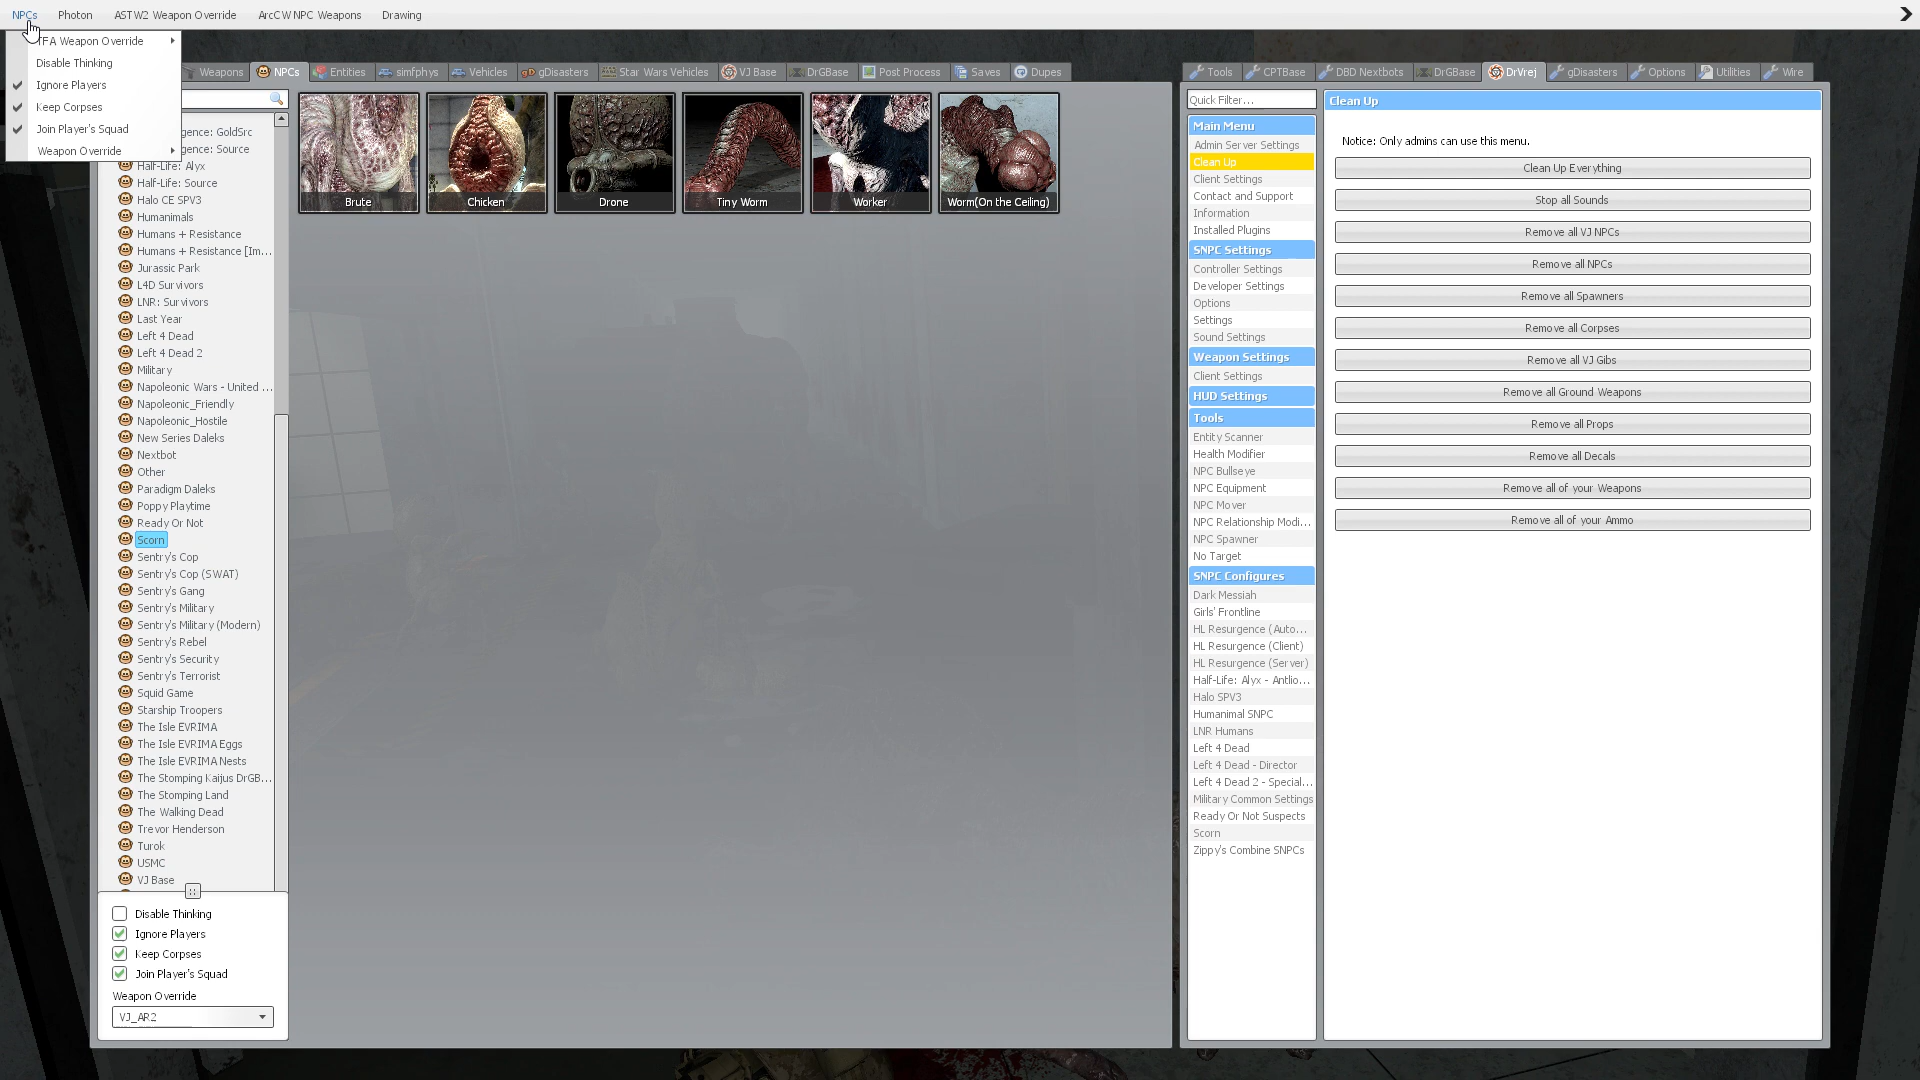 NPCs Photon ASTW2 Weapon Override ArcCW NPC Weapons Drawing
TFA Weapon Override
Disable Thinking
Ignore Players
Keep Corpses
Join Player's Squad
Weapon Override
Weapons NPCs Entities simfphys Vehicles gDisasters Star Wars Vehicles VJ Base DrGBase Post Process Saves Dupes
gence: GoldSrc
gence: Source
Half-Life: Alyx
Half-Life: Source
Halo CE SPV3
Humanimals
Humans + Resistance
Humans + Resistance [Im...
Jurassic Park
L4D Survivors
LNR: Survivors
Last Year
Left 4 Dead
Left 4 Dead 2
Military
Napoleonic Wars - United ...
Napoleonic_Friendly
Napoleonic_Hostile
New Series Daleks
Nextbot
Other
Paradigm Daleks
Poppy Playtime
Ready Or Not
Scorn
Sentry's Cop
Sentry's Cop (SWAT)
Sentry's Gang
Sentry's Military
Sentry's Military (Modern)
Sentry's Rebel
Sentry's Security
Sentry's Terrorist
Squid Game
Starship Troopers
The Isle EVRIMA
The Isle EVRIMA Eggs
The Isle EVRIMA Nests
The Stomping Kaijus DrGB...
The Stomping Land
The Walking Dead
Trevor Henderson
Turok
USMC
VJ Base
Disable Thinking
Ignore Players
Keep Corpses
Join Player's Squad
Weapon Override
VJ_AR2
Brute Chicken Drone Tiny Worm Worker Worm(On the Ceiling)
Tools CPTBase DBD Nextbots DrGBase DrVrej gDisasters Options Utilities Wire
Quick Filter...
Main Menu
Admin Server Settings
Clean Up
Client Settings
Contact and Support
Information
Installed Plugins
SNPC Settings
Controller Settings
Developer Settings
Options
Settings
Sound Settings
Weapon Settings
Client Settings
HUD Settings
Tools
Entity Scanner
Health Modifier
NPC Bullseye
NPC Equipment
NPC Mover
NPC Relationship Modi...
NPC Spawner
No Target
SNPC Configures
Dark Messiah
Girls' Frontline
HL Resurgence (Auto...
HL Resurgence (Client)
HL Resurgence (Server)
Half-Life: Alyx - Antlio...
Halo SPV3
Humanimal SNPC
LNR Humans
Left 4 Dead
Left 4 Dead - Director
Left 4 Dead 2 - Special...
Military Common Settings
Ready Or Not Suspects
Scorn
Zippy's Combine SNPCs
Clean Up
Notice: Only admins can use this menu.
Clean Up Everything
Stop all Sounds
Remove all VJ NPCs
Remove all NPCs
Remove all Spawners
Remove all Corpses
Remove all VJ Gibs
Remove all Ground Weapons
Remove all Props
Remove all Decals
Remove all of your Weapons
Remove all of your Ammo